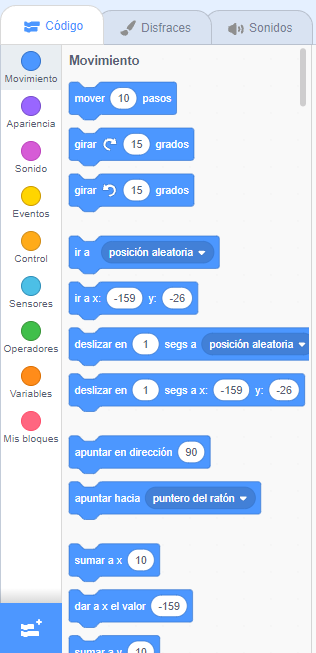 Código
Disfraces
Sonidos
Movimiento
Apariencia
Sonido
Eventos
Control
Sensores
Operadores
Variables
Mis bloques
Movimiento
mover 10 pasos
girar 15 grados
girar 15 grados
ir a posición aleatoria
ir a x: -159 y: -26
deslizar en 1 segs a posición aleatoria
deslizar en 1 segs a x: -159 y: -26
apuntar en dirección 90
apuntar hacia puntero del ratón
sumar a x 10
dar a x el valor -159
sumar a y 10